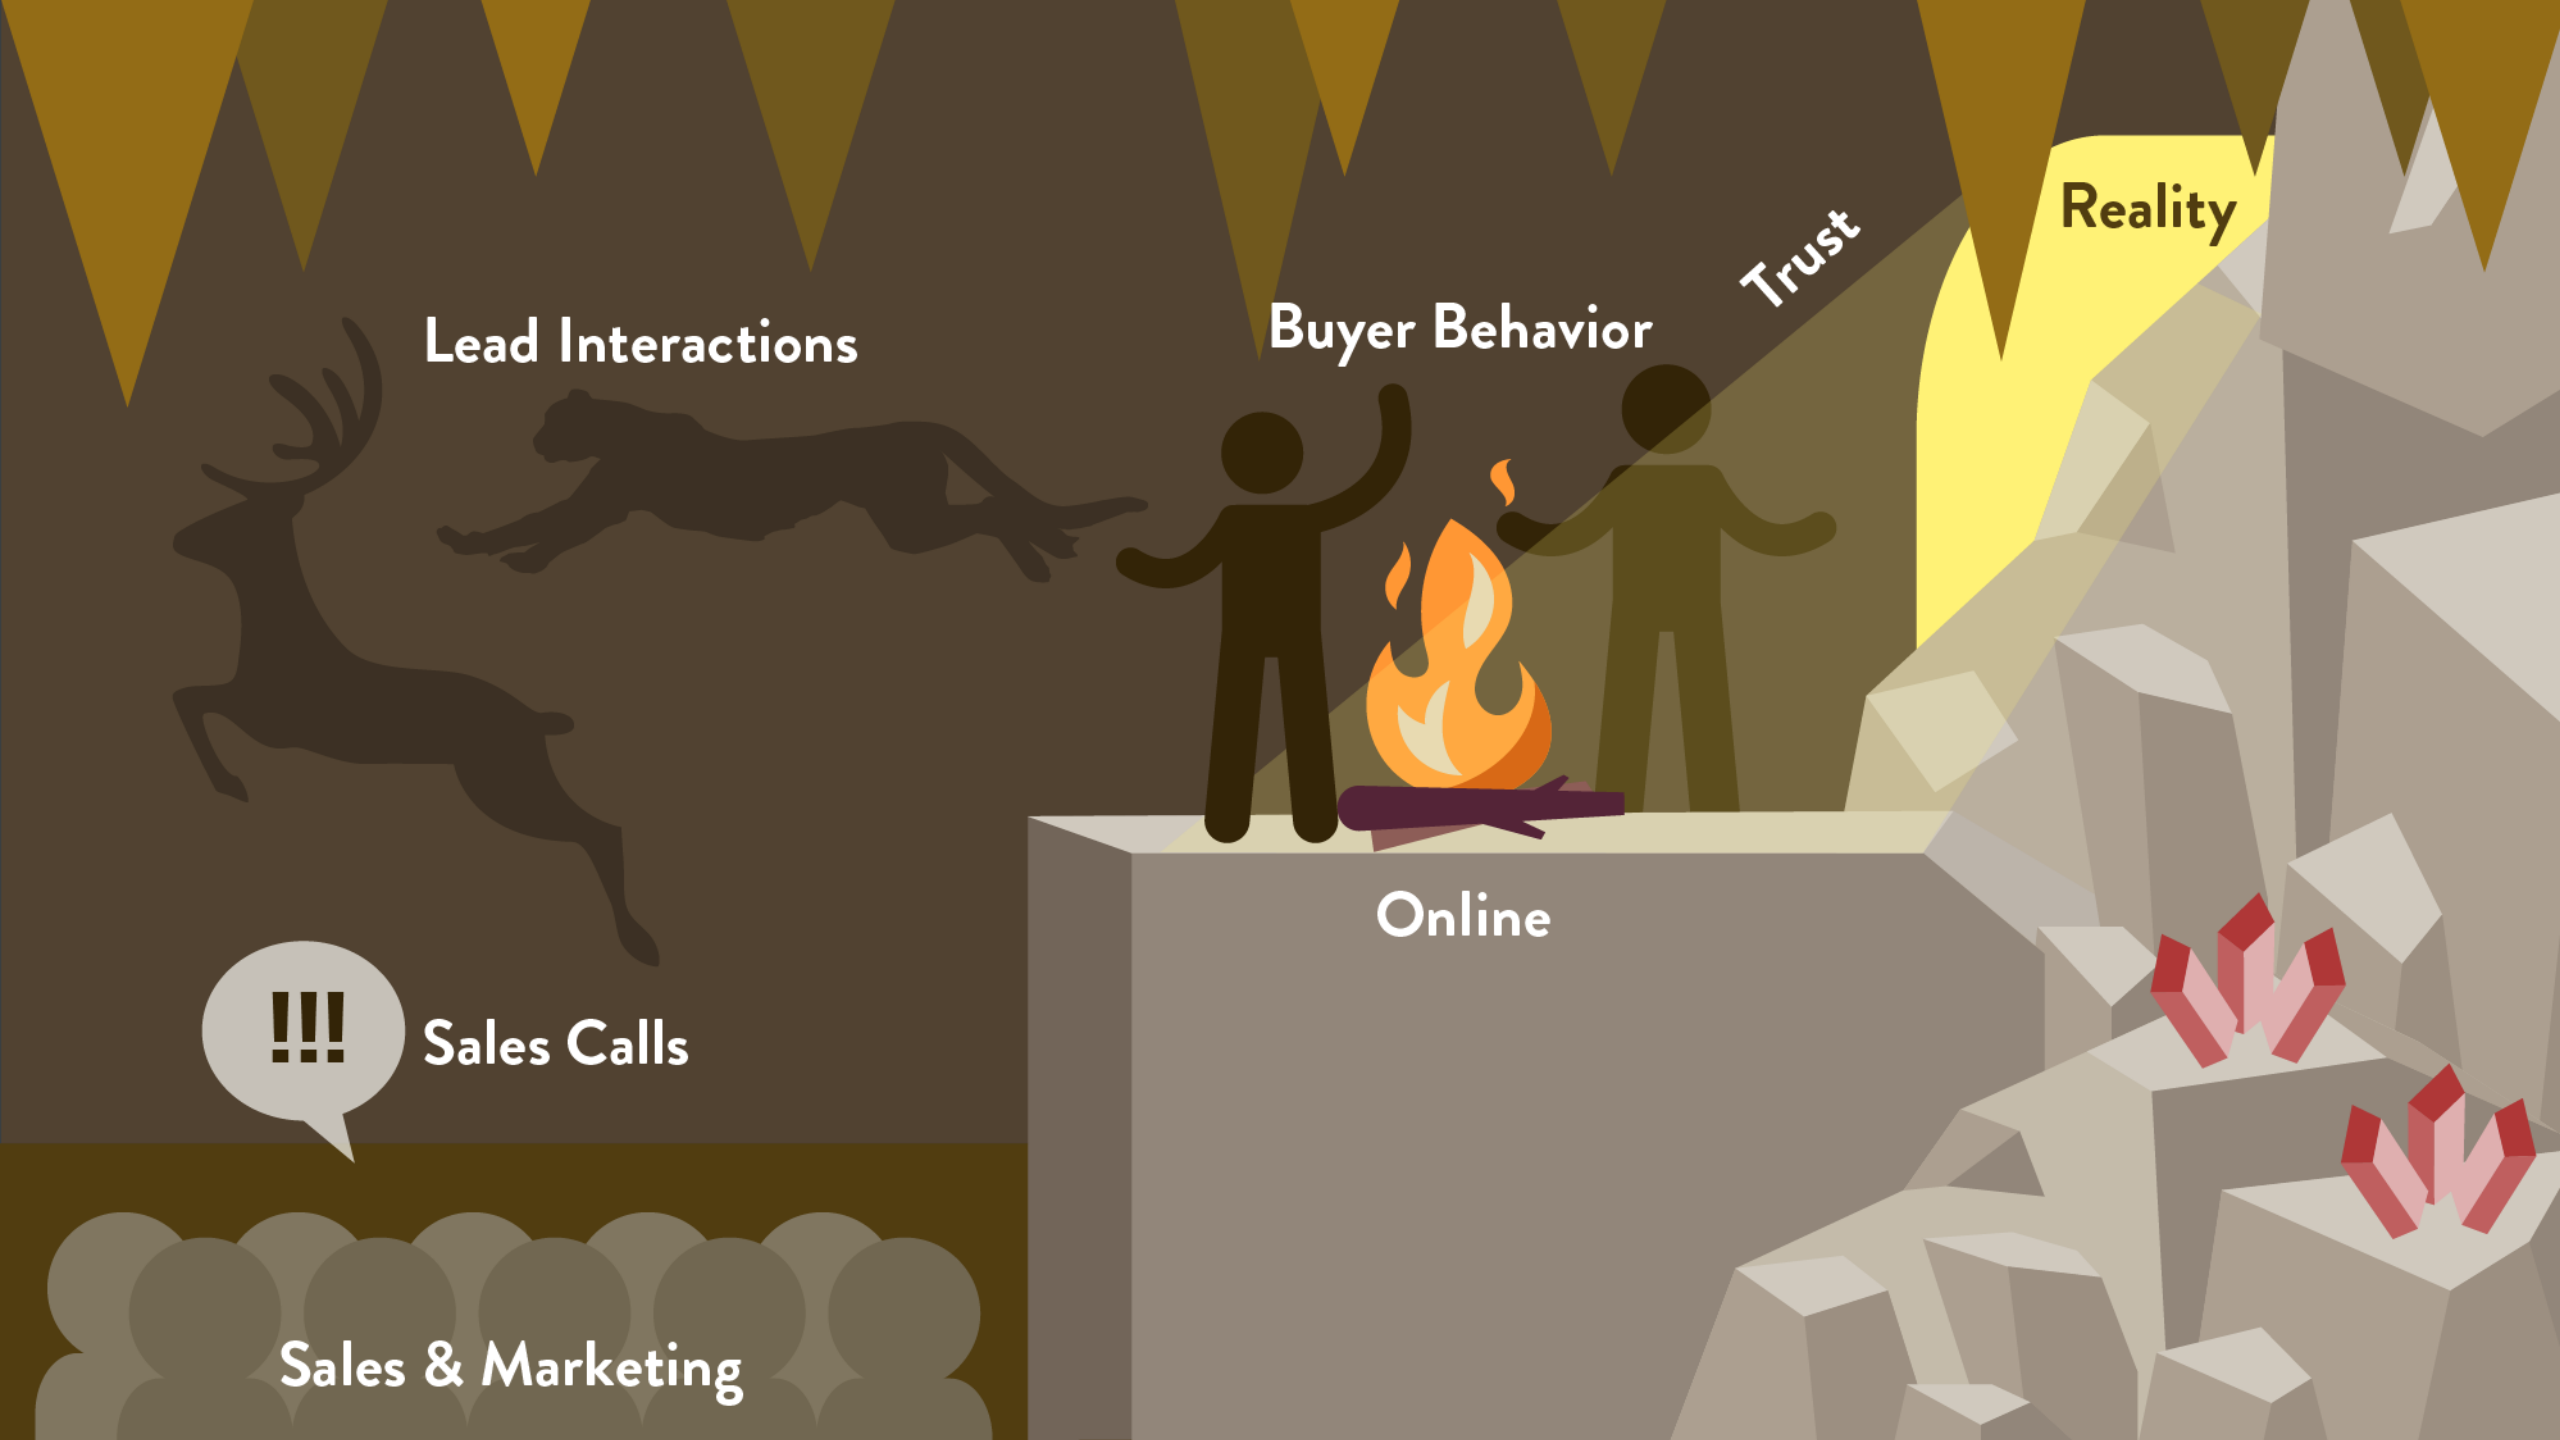 Reality
Trust
Lead Interactions
Buyer Behavior
Online
!!!
Sales Calls
Sales & Marketing